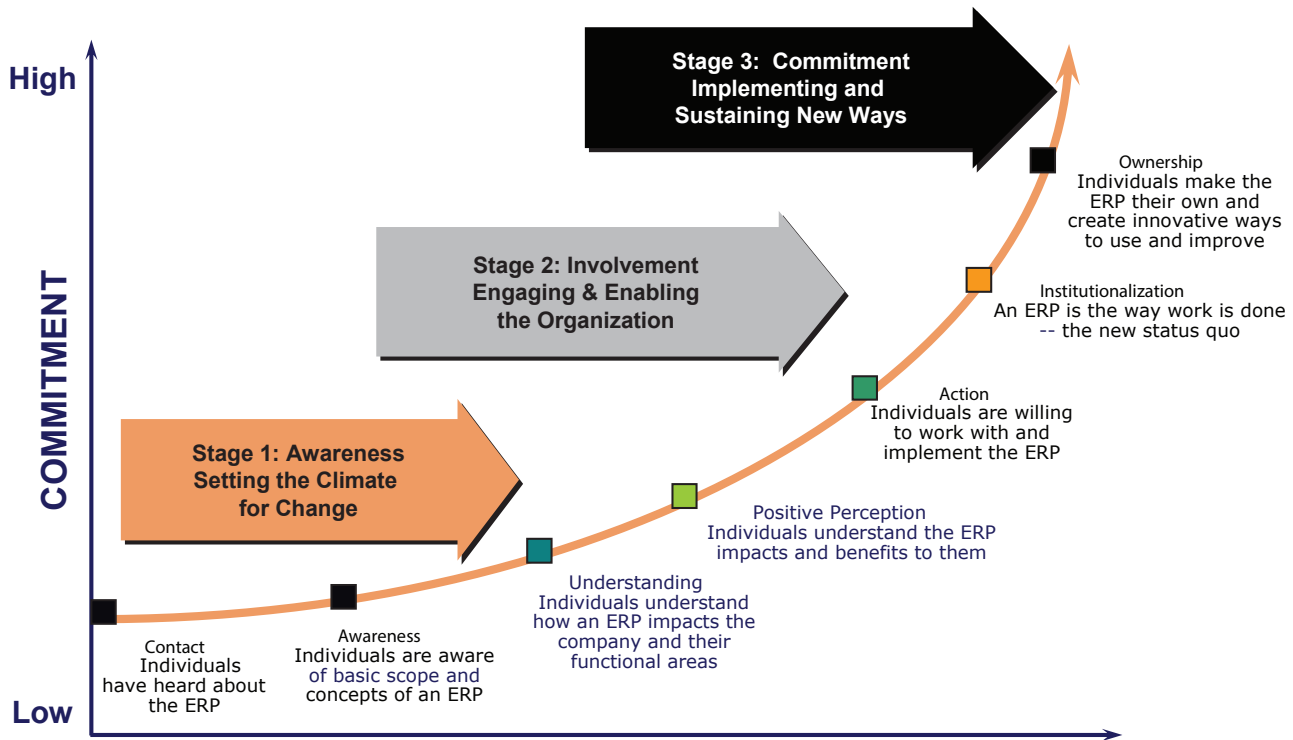 High
COMMITMENT
Low
Stage 3:  Commitment
Implementing and
Sustaining New Ways
Stage 2: Involvement
Engaging & Enabling
the Organization
Stage 1: Awareness
Setting the Climate
for Change
Contact
Individuals
have heard about
the ERP
Awareness
Individuals are aware
of basic scope and
concepts of an ERP
Understanding
Individuals understand
how an ERP impacts the
company and their
functional areas
Positive Perception
Individuals understand the ERP
impacts and benefits to them
Action
Individuals are willing
to work with and
implement the ERP
Institutionalization
An ERP is the way work is done
-- the new status quo
Ownership
Individuals make the
ERP their own and
create innovative ways
to use and improve